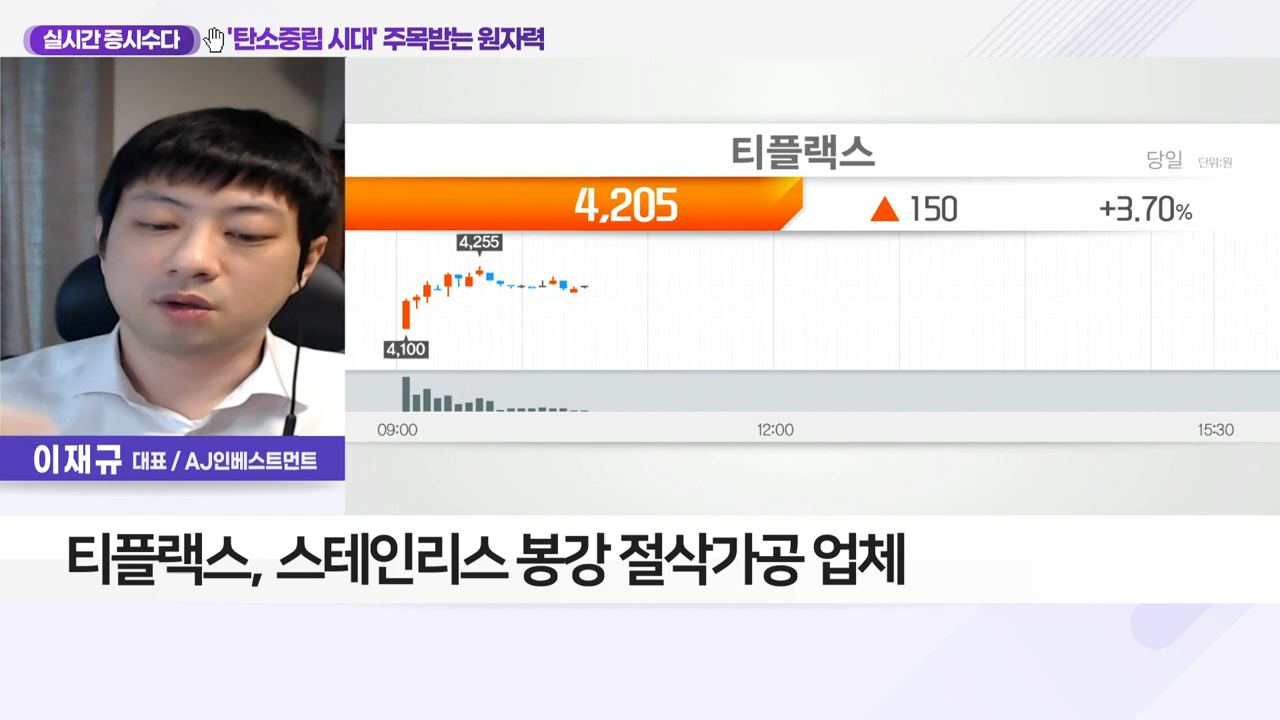 실시간 증시수다 '탄소중립 시대' 주목받는 원자력
티플랙스
당일 단위:원
4,205 ▲ 150 +3.70%
4,255
4,100
09:00 12:00 15:30
이재규 대표 / AJ인베스트먼트
티플랙스, 스테인리스 봉강 절삭가공 업체